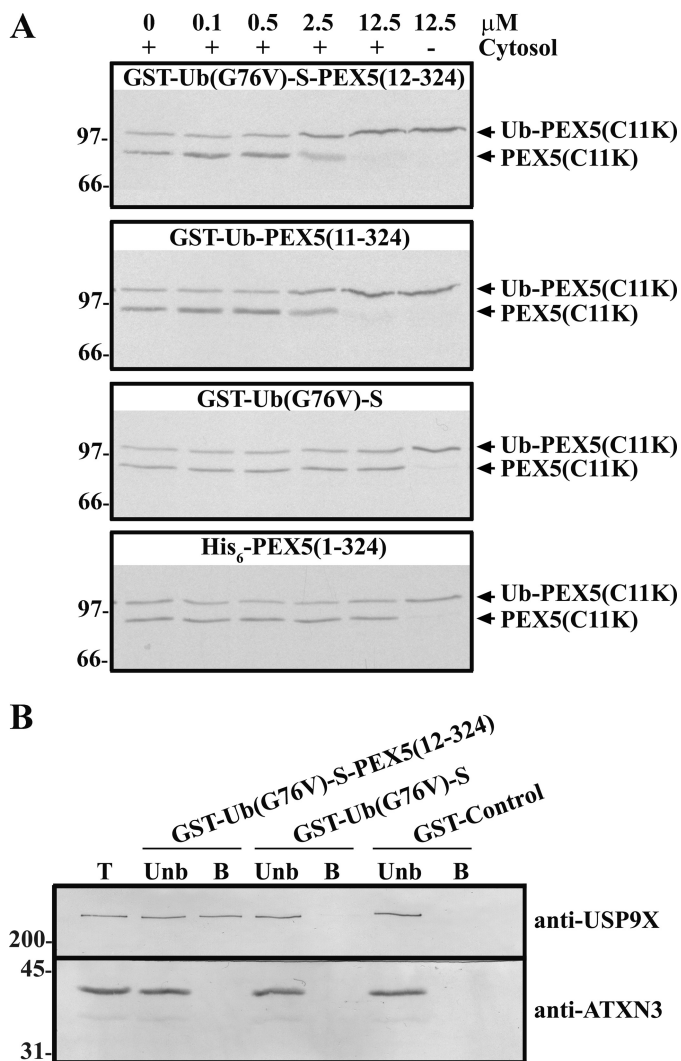 A
0 0.1 0.5 2.5 12.5 12.5 μM
+ + + + + - Cytosol
GST-Ub(G76V)-S-PEX5(12-324)
97- Ub-PEX5(C11K)
PEX5(C11K)
66-
GST-Ub-PEX5(11-324)
97- Ub-PEX5(C11K)
PEX5(C11K)
66-
GST-Ub(G76V)-S
97- Ub-PEX5(C11K)
PEX5(C11K)
66-
His6-PEX5(1-324)
97- Ub-PEX5(C11K)
PEX5(C11K)
66-
B
GST-Ub(G76V)-S-PEX5(12-324)
GST-Ub(G76V)-S
GST-Control
T Unb B Unb B Unb B
200- anti-USP9X
45-
anti-ATXN3
31-